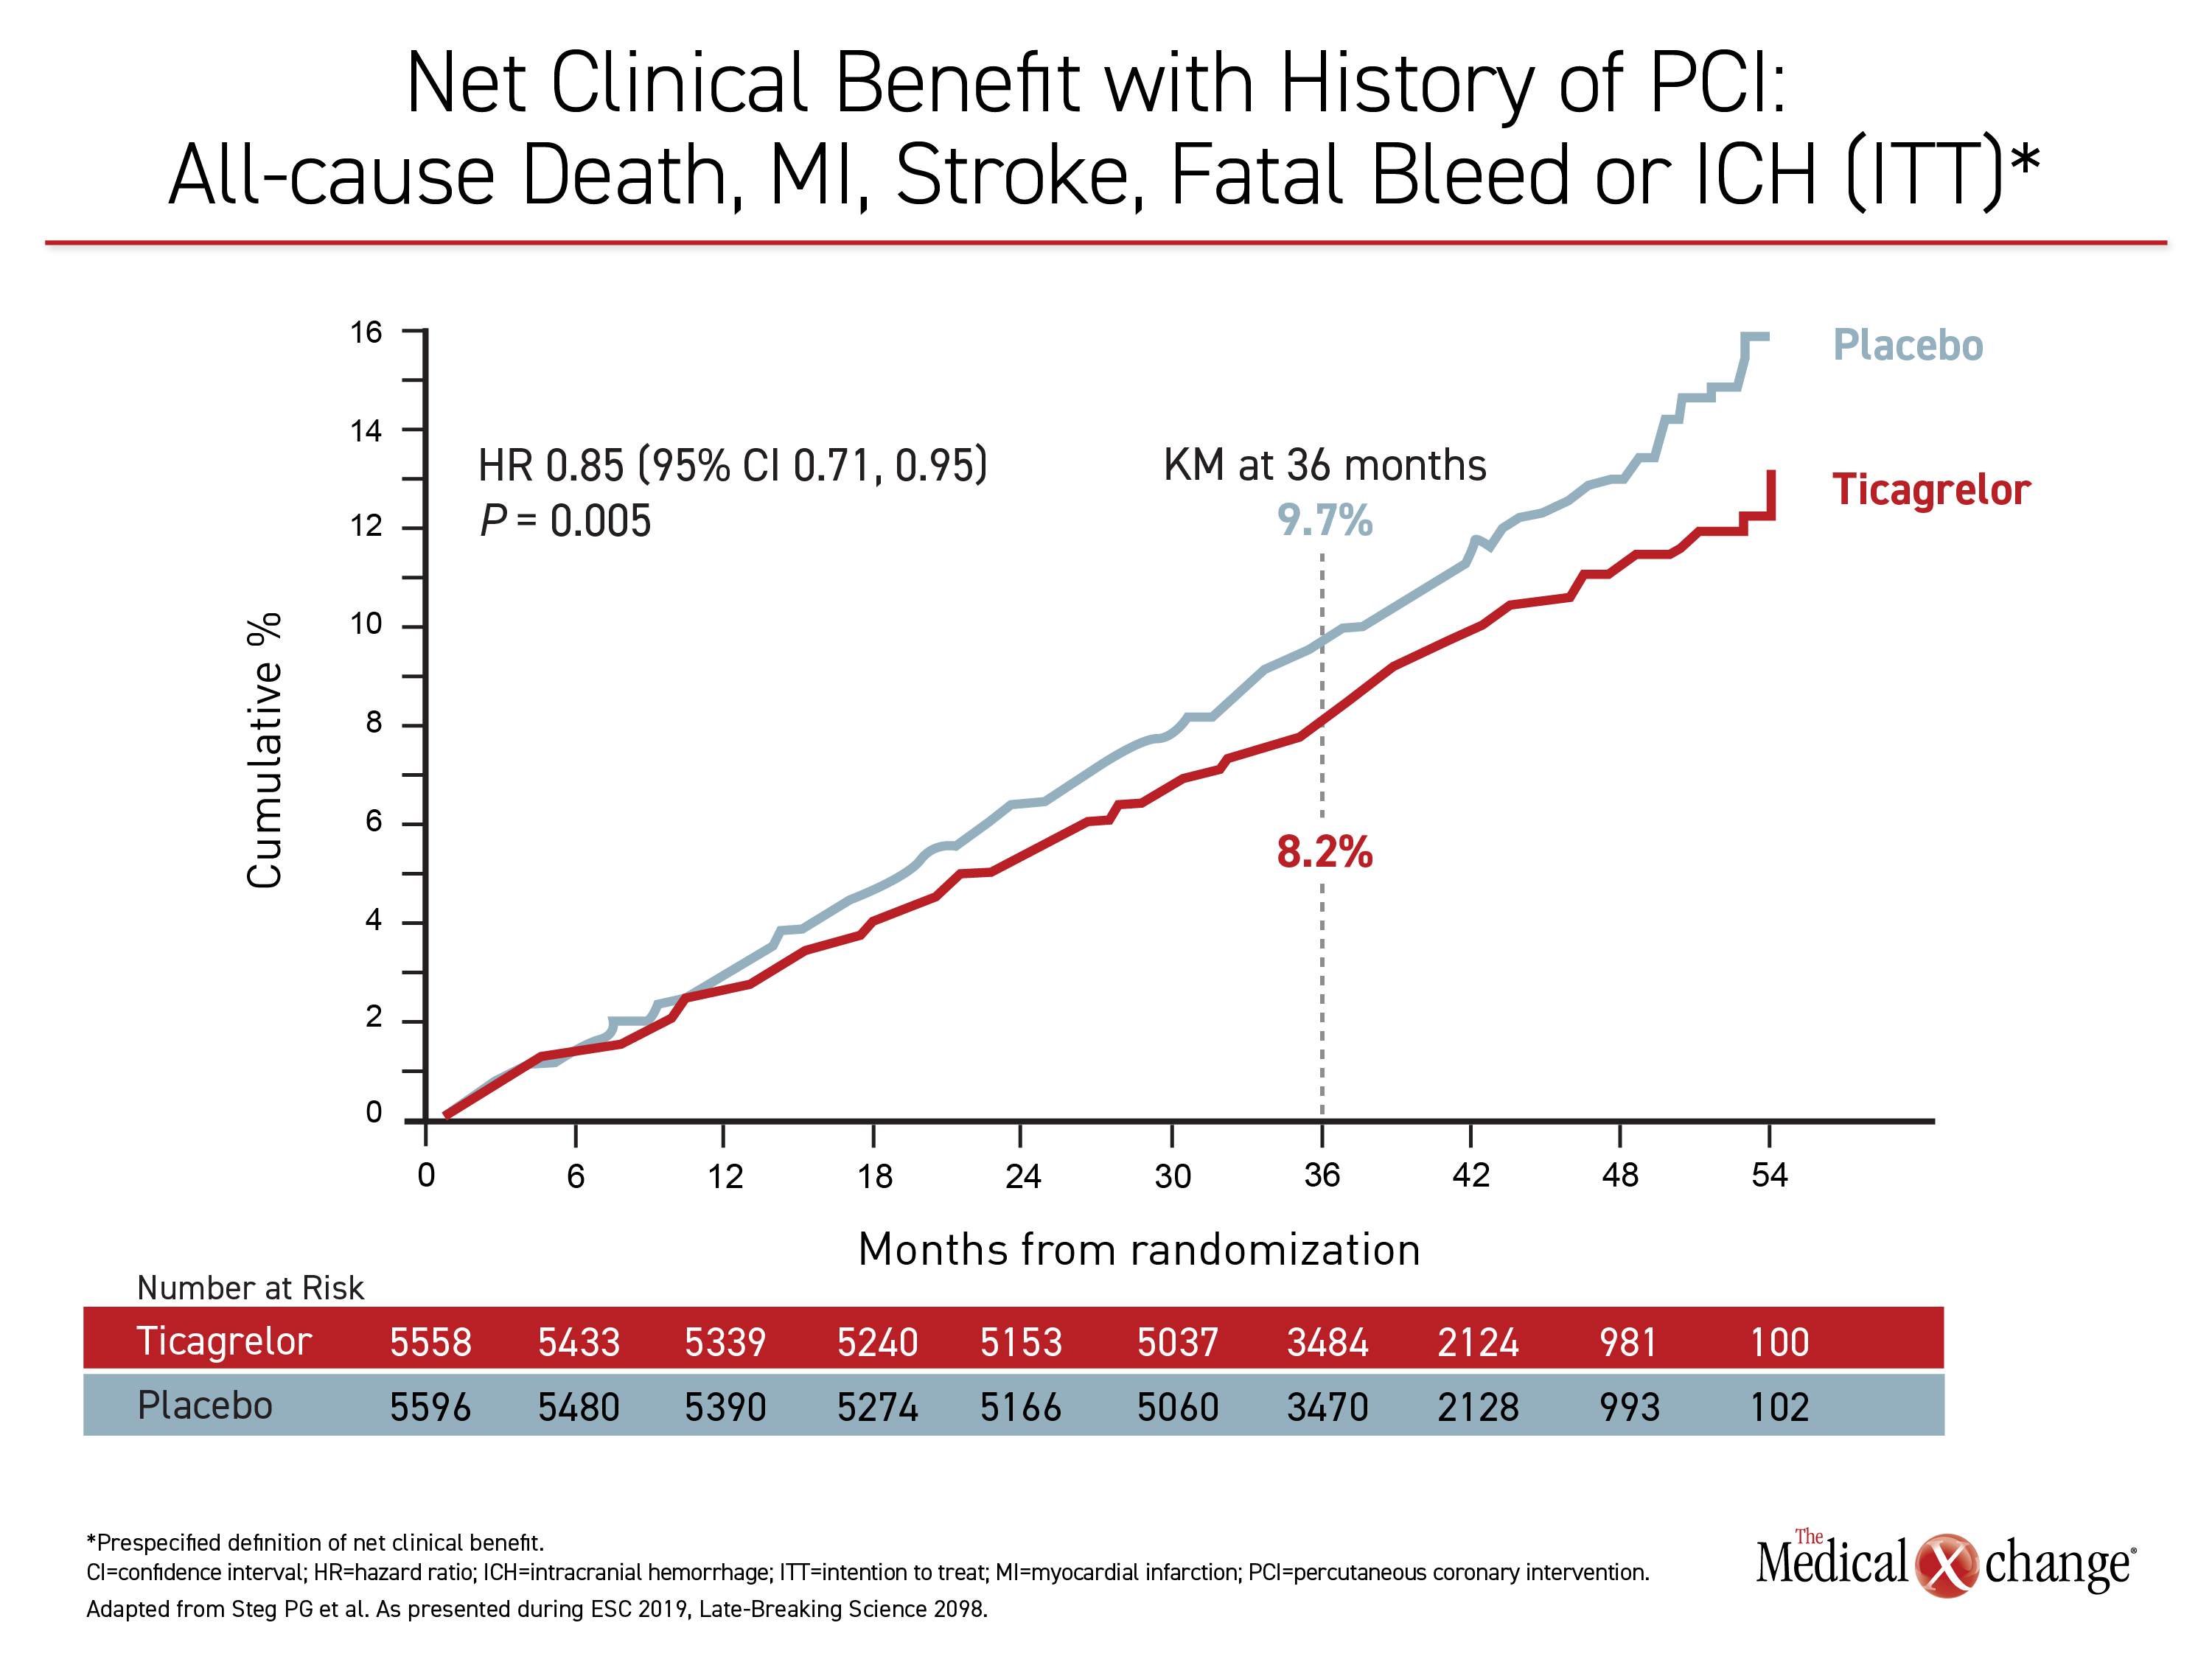 Net Clinical Benefit with History of PCI:
All-cause Death, MI, Stroke, Fatal Bleed or ICH (ITT)*
16
14
12
10
8
6
4
2
0
Cumulative %
HR 0.85 (95% CI 0.71, 0.95)
P = 0.005
KM at 36 months
9.7%
8.2%
Placebo
Ticagrelor
0 6 12 18 24 30 36 42 48 54
Months from randomization
Number at Risk
Ticagrelor 5558 5433 5339 5240 5153 5037 3484 2124 981 100
Placebo 5596 5480 5390 5274 5166 5060 3470 2128 993 102
*Prespecified definition of net clinical benefit.
CI=confidence interval; HR=hazard ratio; ICH=intracranial hemorrhage; ITT=intention to treat; MI=myocardial infarction; PCI=percutaneous coronary intervention.
Adapted from Steg PG et al. As presented during ESC 2019, Late-Breaking Science 2098.
The
Medical X change®